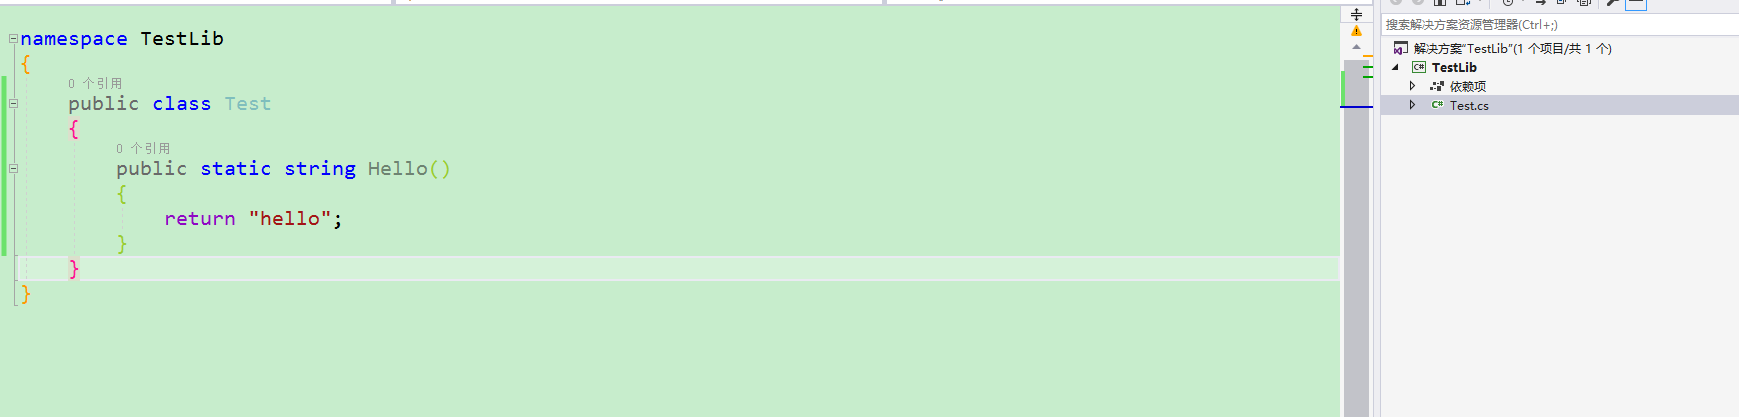 namespace TestLib
{
0 个引用
public class Test
{
0 个引用
public static string Hello()
{
return "hello";
}
}
}
搜索解决方案资源管理器(Ctrl+;)
解决方案"TestLib"(1 个项目/共 1 个)
C# TestLib
依赖项
C# Test.cs